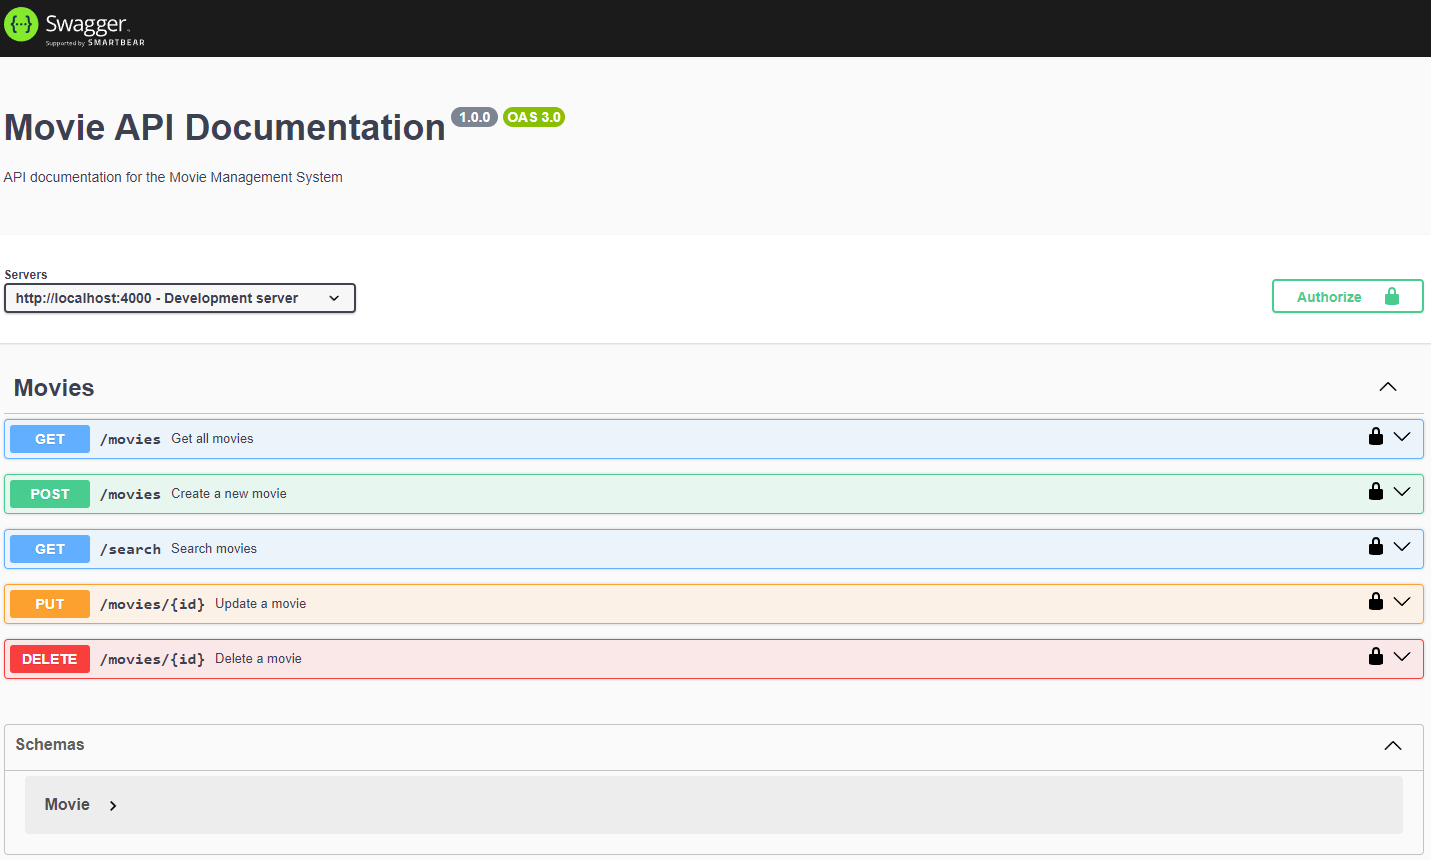 Swagger
Supported by SMARTBEAR
Movie API Documentation 1.0.0 OAS 3.0
API documentation for the Movie Management System
Servers
http://localhost:4000 - Development server
Authorize
Movies
GET /movies Get all movies
POST /movies Create a new movie
GET /search Search movies
PUT /movies/{id} Update a movie
DELETE /movies/{id} Delete a movie
Schemas
Movie